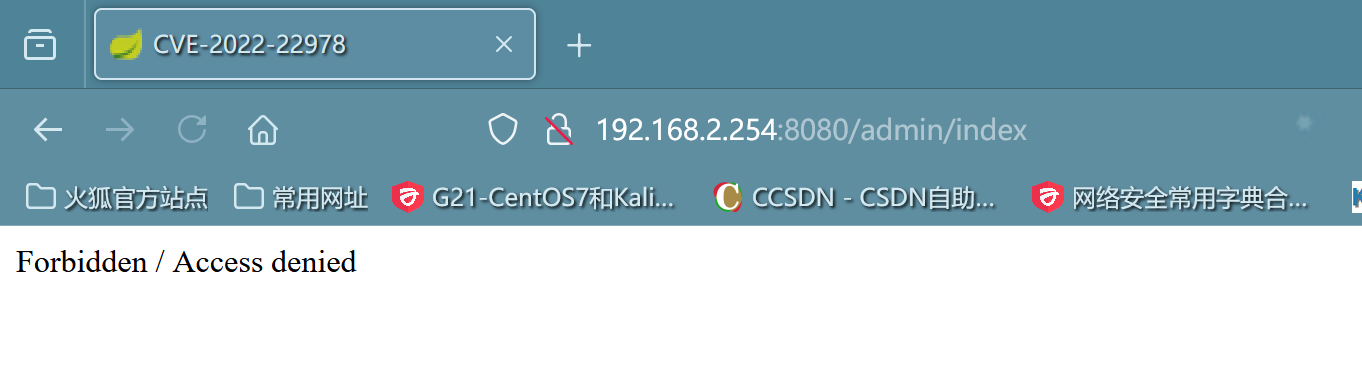 CVE-2022-22978
192.168.2.254:8080/admin/index
火狐官方站点 常用网址 G21-CentOS7和Kali... CCSDN - CSDN自助... 网络安全常用字典合...
Forbidden / Access denied